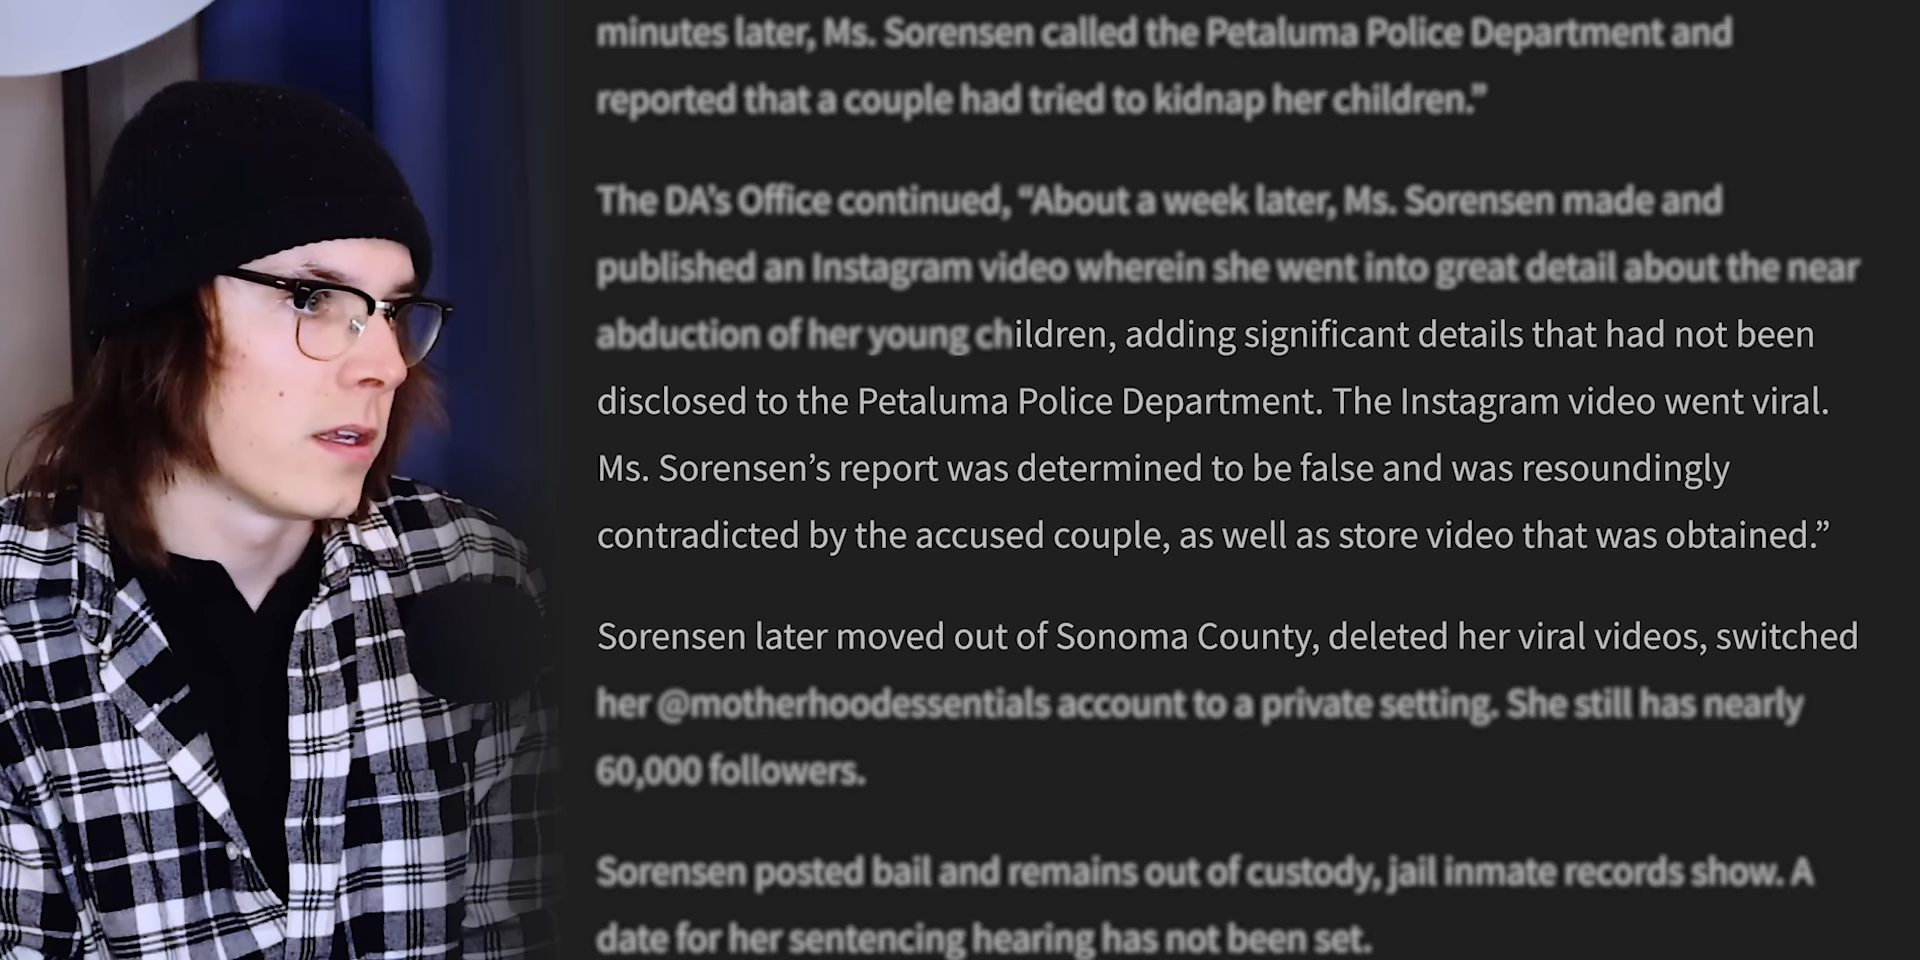 minutes later, Ms. Sorensen called the Petaluma Police Department and
reported that a couple had tried to kidnap her children.”
The DA’s Office continued, “About a week later, Ms. Sorensen made and
published an Instagram video wherein she went into great detail about the near
abduction of her young children, adding significant details that had not been
disclosed to the Petaluma Police Department. The Instagram video went viral.
Ms. Sorensen’s report was determined to be false and was resoundingly
contradicted by the accused couple, as well as store video that was obtained.”
Sorensen later moved out of Sonoma County, deleted her viral videos, switched
her @motherhoodessentials account to a private setting. She still has nearly
60,000 followers.
Sorensen posted bail and remains out of custody, jail inmate records show. A
date for her sentencing hearing has not been set.